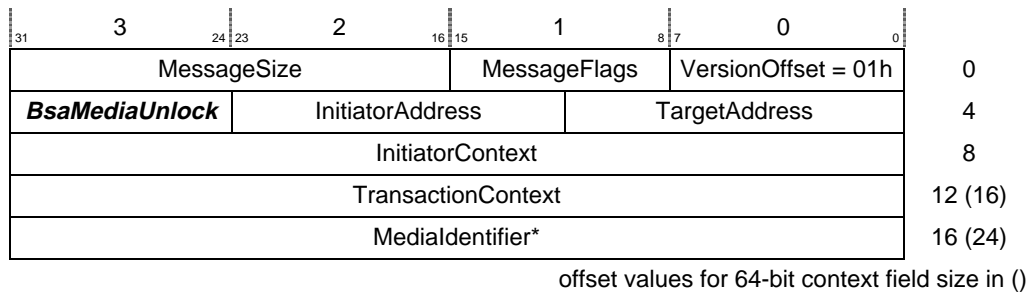 3 2 1 0
31 24 23 16 15 8 7 0
MessageSize MessageFlags VersionOffset = 01h 0
BsaMediaUnlock InitiatorAddress TargetAddress 4
InitiatorContext 8
TransactionContext 12 (16)
MediaIdentifier* 16 (24)
offset values for 64-bit context field size in ()